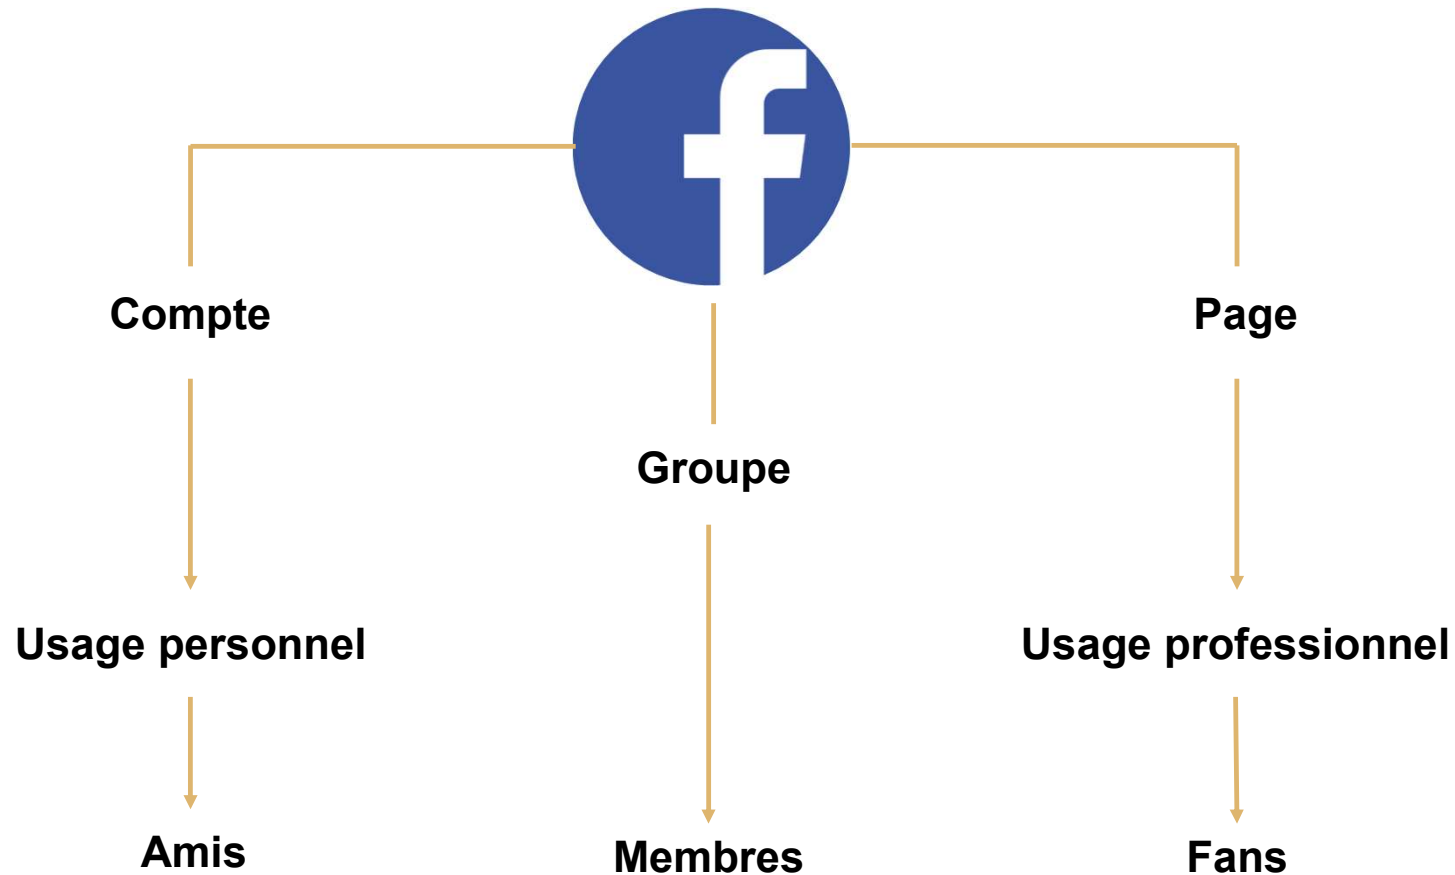 Compte
Page
Groupe
Usage personnel
Usage professionnel
Amis
Membres
Fans